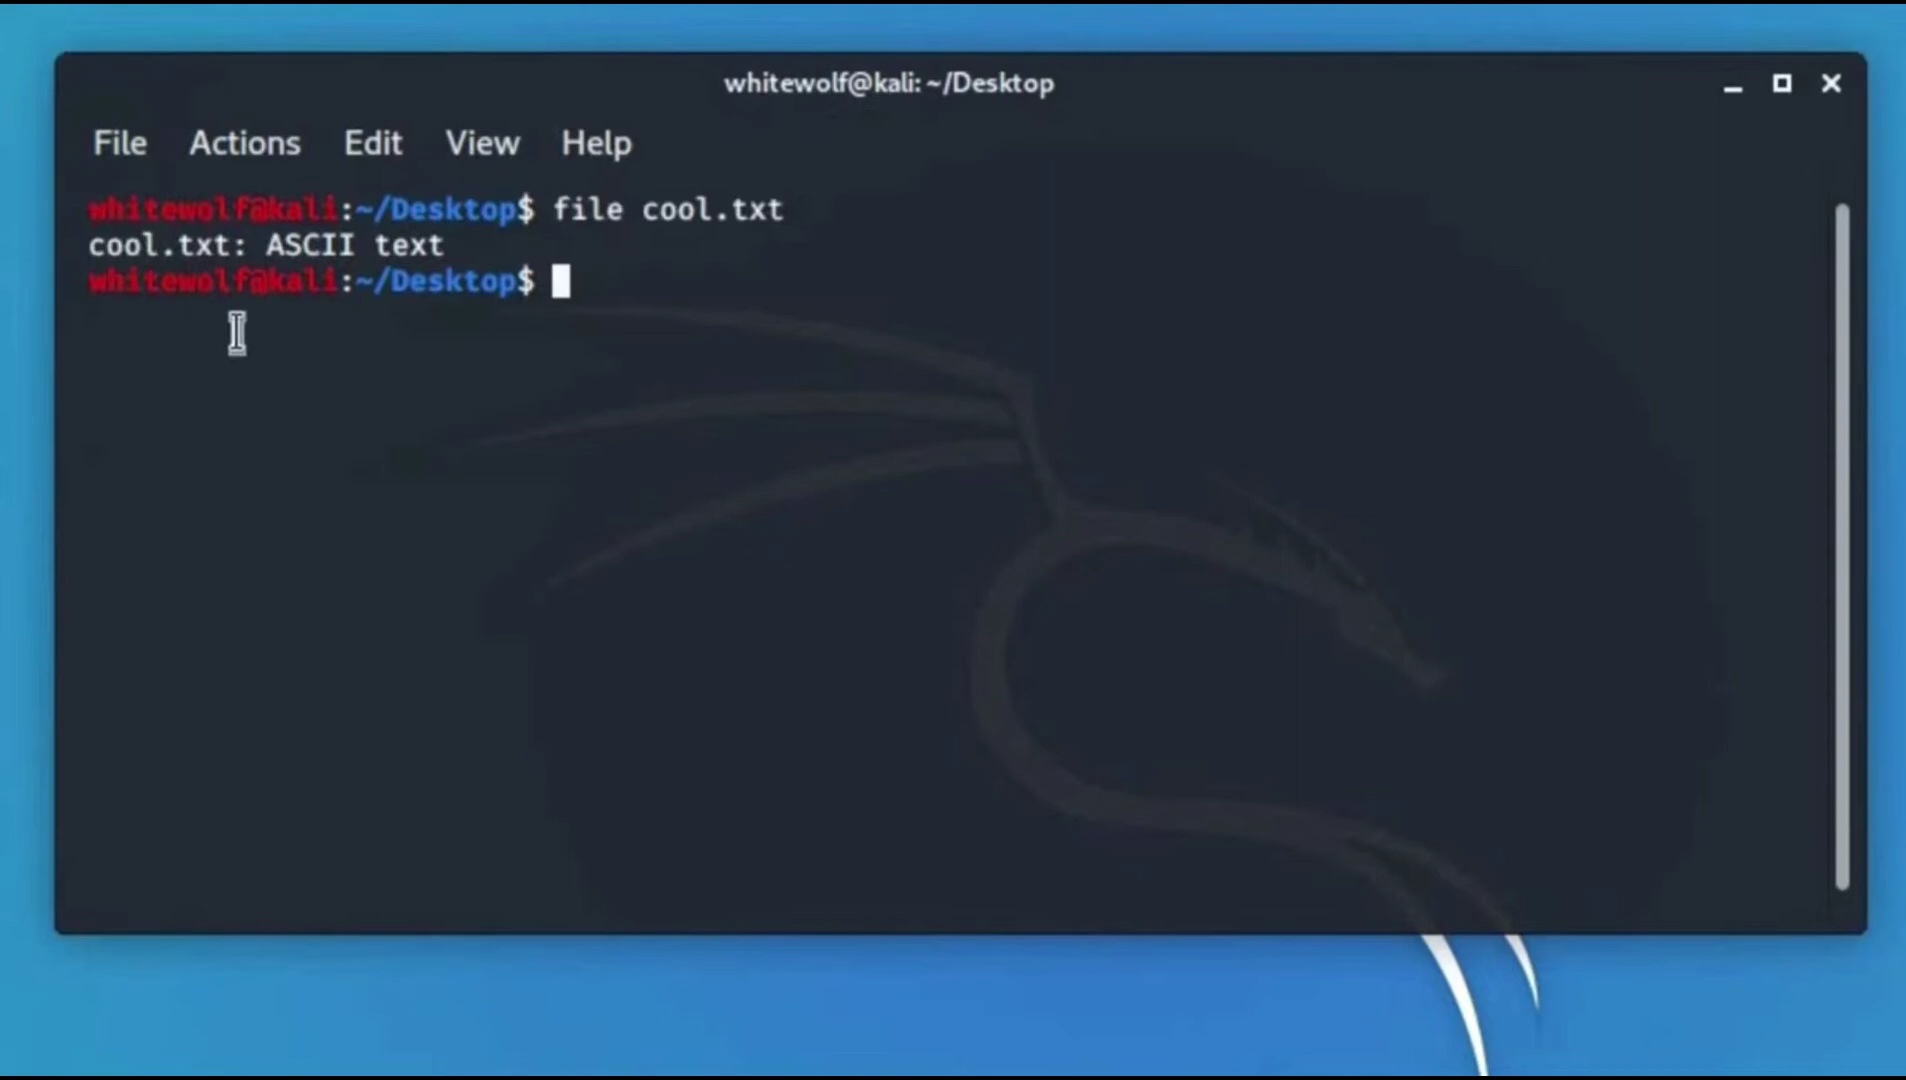 whitewolf@kali: ~/Desktop
File Actions Edit View Help
whitewolf@kali:~/Desktop$ file cool.txt
cool.txt: ASCII text
whitewolf@kali:~/Desktop$